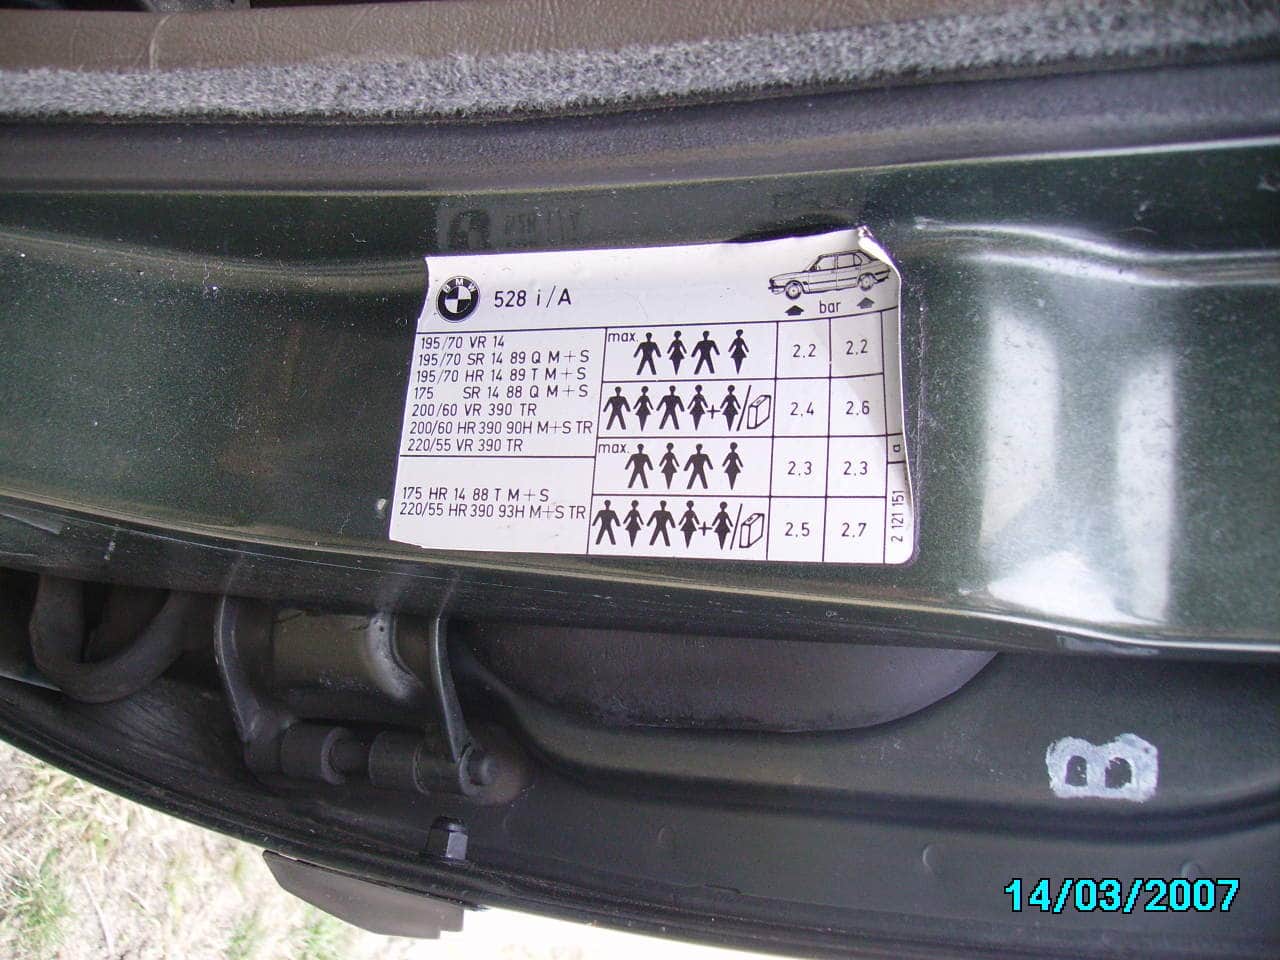 BMW 528 i/A
bar
195/70 VR 14
195/70 SR 14 89 Q M+S
195/70 HR 14 89 T M+S
175 SR 14 88 Q M+S
200/60 VR 390 TR
200/60 HR 390 90H M+S TR
220/55 VR 390 TR
max. 2.2 2.2
+ / 2.4 2.6
175 HR 14 88 T M+S
220/55 HR 390 93H M+S TR
max. 2.3 2.3
+ / 2.5 2.7
2 121 151 a
B
14/03/2007